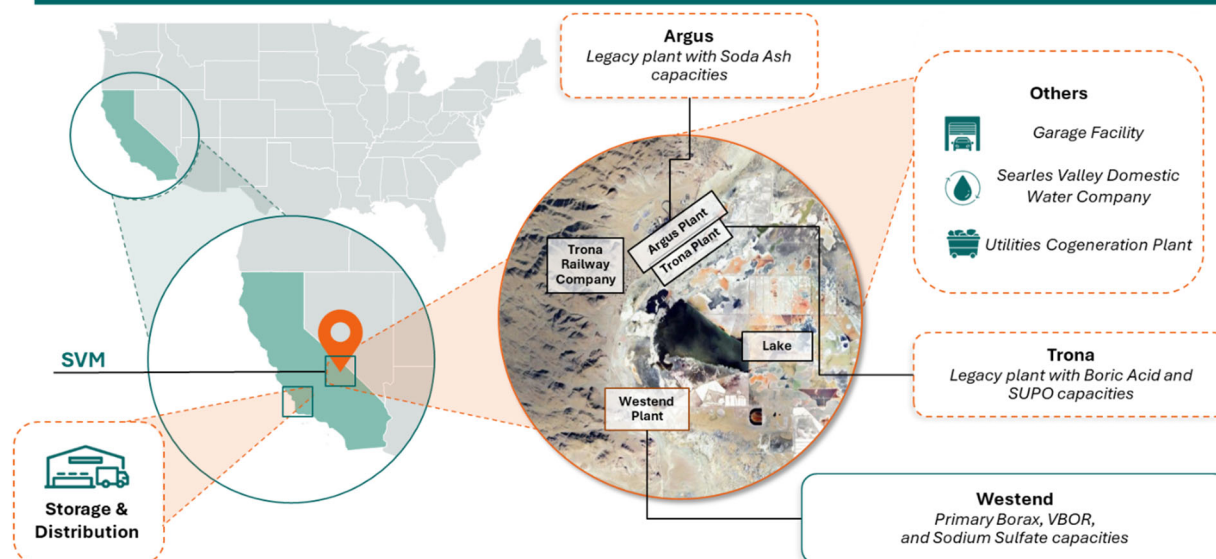 Argus
Legacy plant with Soda Ash
capacities
Others
Garage Facility
Searles Valley Domestic
Water Company
Utilities Cogeneration Plant
Argus Plant
Trona Plant
Trona
Railway
Company
Lake
SVM
Trona
Legacy plant with Boric Acid and
SUPO capacities
Westend
Plant
Storage &
Distribution
Westend
Primary Borax, VBOR,
and Sodium Sulfate capacities